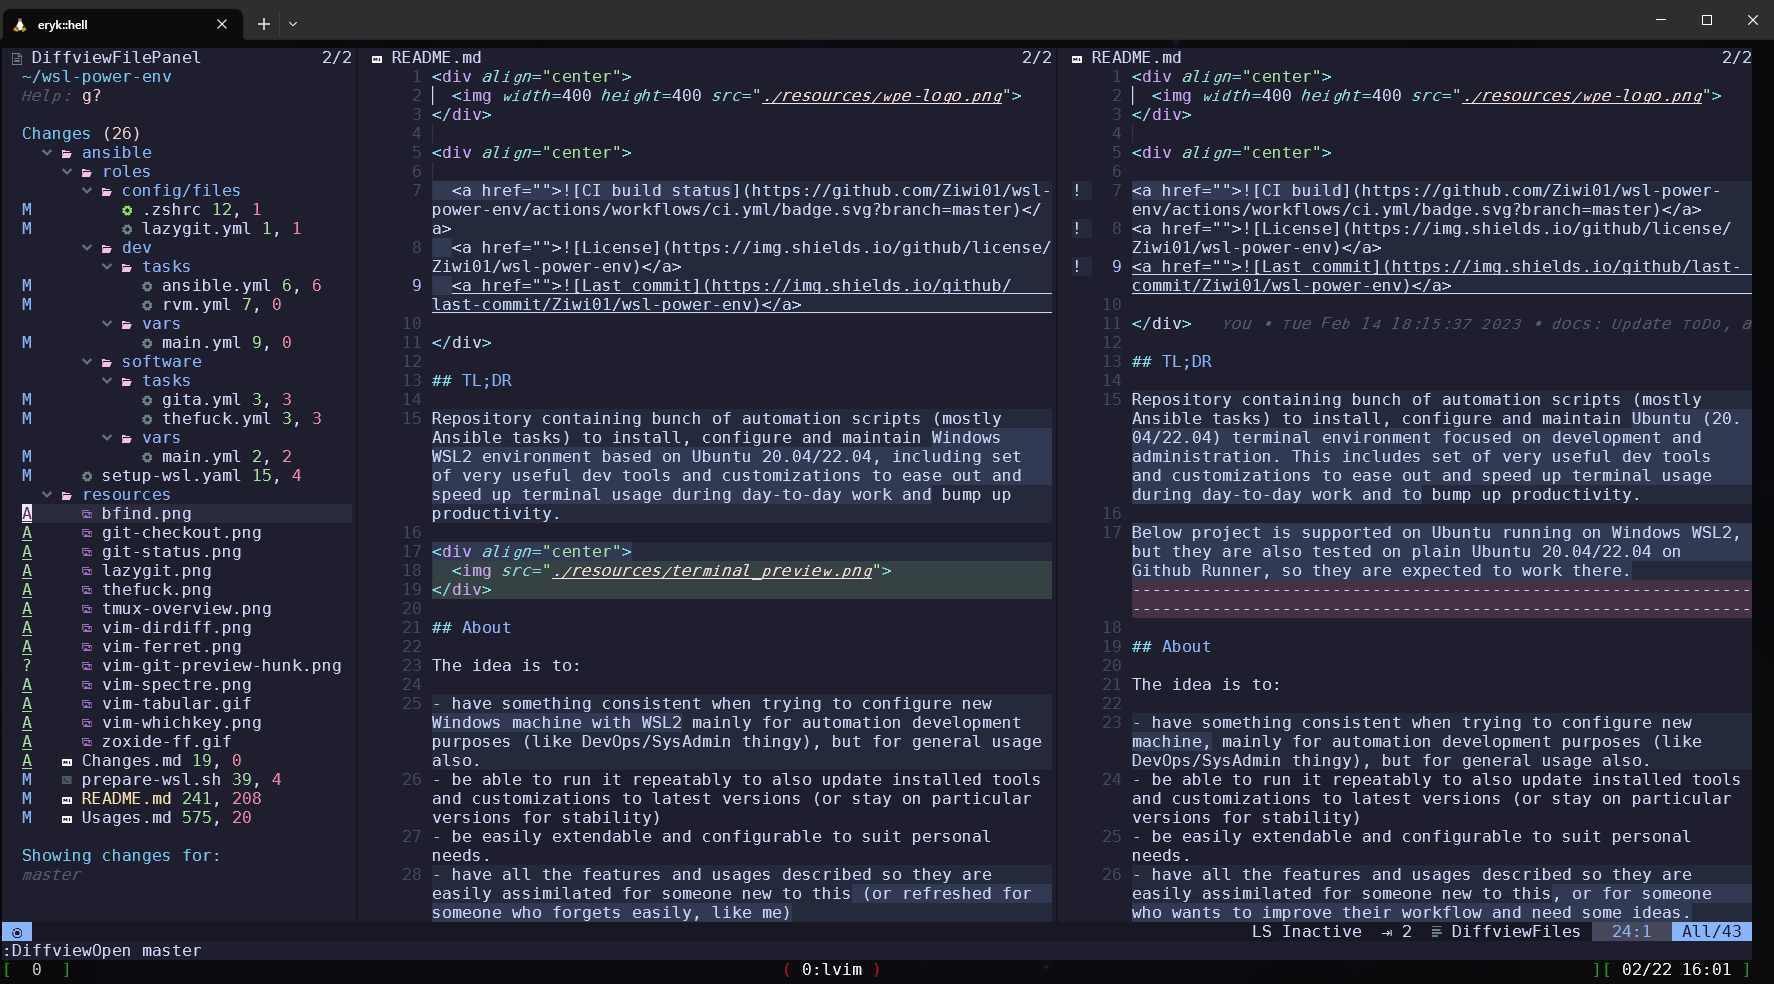 eryk::hell
DiffviewFilePanel 2/2
~/wsl-power-env
Help: g?
Changes (26)
ansible
roles
config/files
M .zshrc 12, 1
M lazygit.yml 1, 1
dev
tasks
M ansible.yml 6, 6
M rvm.yml 7, 0
vars
M main.yml 9, 0
software
tasks
M gita.yml 3, 3
M thefuck.yml 3, 3
vars
M main.yml 2, 2
M setup-wsl.yaml 15, 4
resources
A bfind.png
A git-checkout.png
A git-status.png
A lazygit.png
A thefuck.png
A tmux-overview.png
A vim-dirdiff.png
A vim-ferret.png
? vim-git-preview-hunk.png
A vim-spectre.png
A vim-tabular.gif
A vim-whichkey.png
A zoxide-ff.gif
A Changes.md 19, 0
M prepare-wsl.sh 39, 4
M README.md 241, 208
M Usages.md 575, 20
Showing changes for:
master
README.md 2/2
1 <div align="center">
2 <img width=400 height=400 src="./resources/wpe-logo.png">
3 </div>
4
5 <div align="center">
6
7 <a href="">![CI build status](https://github.com/Ziwi01/wsl-
power-env/actions/workflows/ci.yml/badge.svg?branch=master)</
a>
8 <a href="">![License](https://img.shields.io/github/license/
Ziwi01/wsl-power-env)</a>
9 <a href="">![Last commit](https://img.shields.io/github/
last-commit/Ziwi01/wsl-power-env)</a>
10
11 </div>
12
13 ## TL;DR
14
15 Repository containing bunch of automation scripts (mostly
Ansible tasks) to install, configure and maintain Windows
WSL2 environment based on Ubuntu 20.04/22.04, including set
of very useful dev tools and customizations to ease out and
speed up terminal usage during day-to-day work and bump up
productivity.
16
17 <div align="center">
18 <img src="./resources/terminal_preview.png">
19 </div>
20
21 ## About
22
23 The idea is to:
24
25 - have something consistent when trying to configure new
Windows machine with WSL2 mainly for automation development
purposes (like DevOps/SysAdmin thingy), but for general usage
also.
26 - be able to run it repeatably to also update installed tools
and customizations to latest versions (or stay on particular
versions for stability)
27 - be easily extendable and configurable to suit personal
needs.
28 - have all the features and usages described so they are
easily assimilated for someone new to this (or refreshed for
someone who forgets easily, like me)
README.md 2/2
1 <div align="center">
2 <img width=400 height=400 src="./resources/wpe-logo.png">
3 </div>
4
5 <div align="center">
6
! 7 <a href="">![CI build](https://github.com/Ziwi01/wsl-power-
env/actions/workflows/ci.yml/badge.svg?branch=master)</a>
! 8 <a href="">![License](https://img.shields.io/github/license/
Ziwi01/wsl-power-env)</a>
! 9 <a href="">![Last commit](https://img.shields.io/github/last-
commit/Ziwi01/wsl-power-env)</a>
10
11 </div> You • Tue Feb 14 18:15:37 2023 • docs: Update TODO, a
12
13 ## TL;DR
14
15 Repository containing bunch of automation scripts (mostly
Ansible tasks) to install, configure and maintain Ubuntu (20.
04/22.04) terminal environment focused on development and
administration. This includes set of very useful dev tools
and customizations to ease out and speed up terminal usage
during day-to-day work and to bump up productivity.
16
17 Below project is supported on Ubuntu running on Windows WSL2,
but they are also tested on plain Ubuntu 20.04/22.04 on
Github Runner, so they are expected to work there.
--------------------------------------------------------------
--------------------------------------------------------------
18
19 ## About
20
21 The idea is to:
22
23 - have something consistent when trying to configure new
machine, mainly for automation development purposes (like
DevOps/SysAdmin thingy), but for general usage also.
24 - be able to run it repeatably to also update installed tools
and customizations to latest versions (or stay on particular
versions for stability)
25 - be easily extendable and configurable to suit personal
needs.
26 - have all the features and usages described so they are
easily assimilated for someone new to this, or for someone
who wants to improve their workflow and need some ideas.
LS Inactive 2 DiffviewFiles 24:1 All/43
:DiffviewOpen master
[ 0 ] ( 0:lvim ) ][ 02/22 16:01 ]